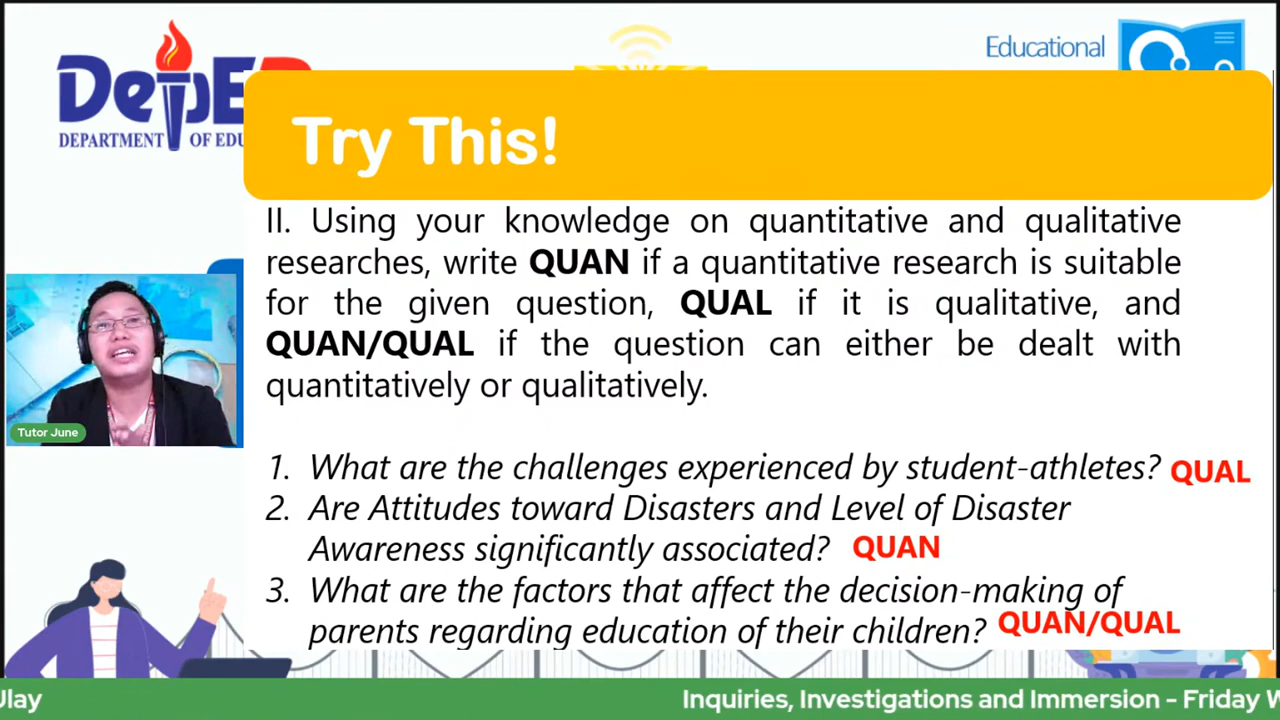 DepE
DEPARTMENT OF EDU
Educational
Try This!
II. Using your knowledge on quantitative and qualitative
researches, write QUAN if a quantitative research is suitable
for the given question, QUAL if it is qualitative, and
QUAN/QUAL if the question can either be dealt with
quantitatively or qualitatively.
Tutor June
1. What are the challenges experienced by student-athletes? QUAL
2. Are Attitudes toward Disasters and Level of Disaster
Awareness significantly associated? QUAN
3. What are the factors that affect the decision-making of
parents regarding education of their children? QUAN/QUAL
Ulay
Inquiries, Investigations and Immersion - Friday W